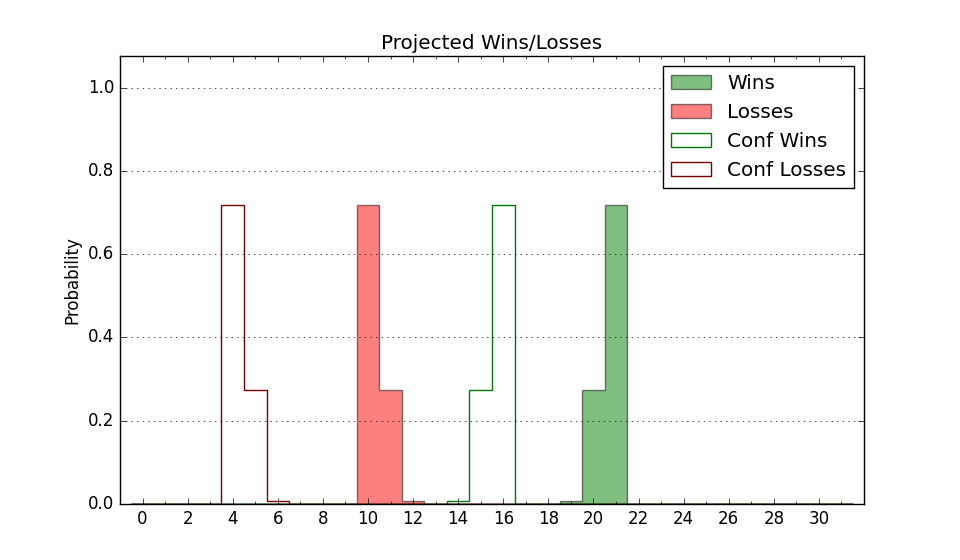 Projected Wins/Losses
Wins
Losses
Conf Wins
Conf Losses
Probability
1.0
0.8
0.6
0.4
0.2
0.0
0 2 4 6 8 10 12 14 16 18 20 22 24 26 28 30